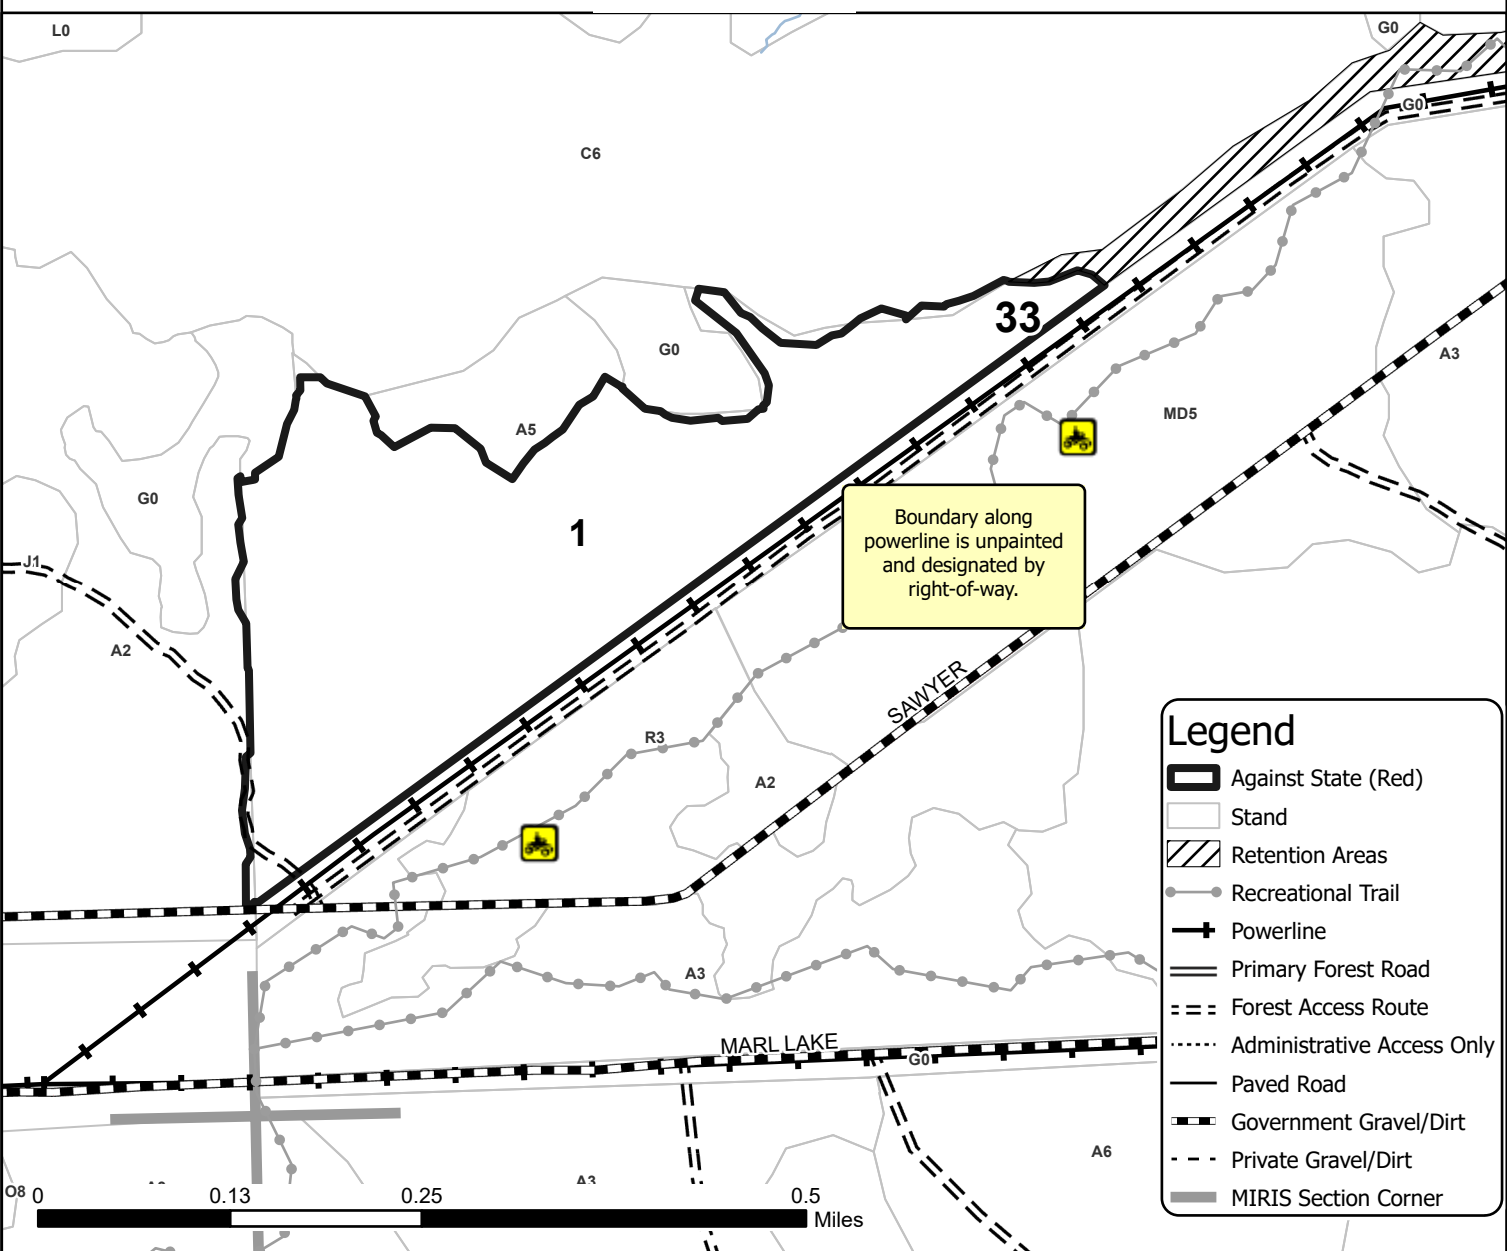 L0
G0
G0
C6
33
G0
A3
MD5
A5
G0
1
Boundary along
powerline is unpainted
and designated by
right-of-way.
J1
A2
SAWYER
R3
A2
Legend
Against State (Red)
Stand
Retention Areas
Recreational Trail
Powerline
Primary Forest Road
Forest Access Route
Administrative Access Only
Paved Road
Government Gravel/Dirt
Private Gravel/Dirt
MIRIS Section Corner
A3
MARL LAKE
G0
A6
A3
O8
0 0.13 0.25 0.5
Miles